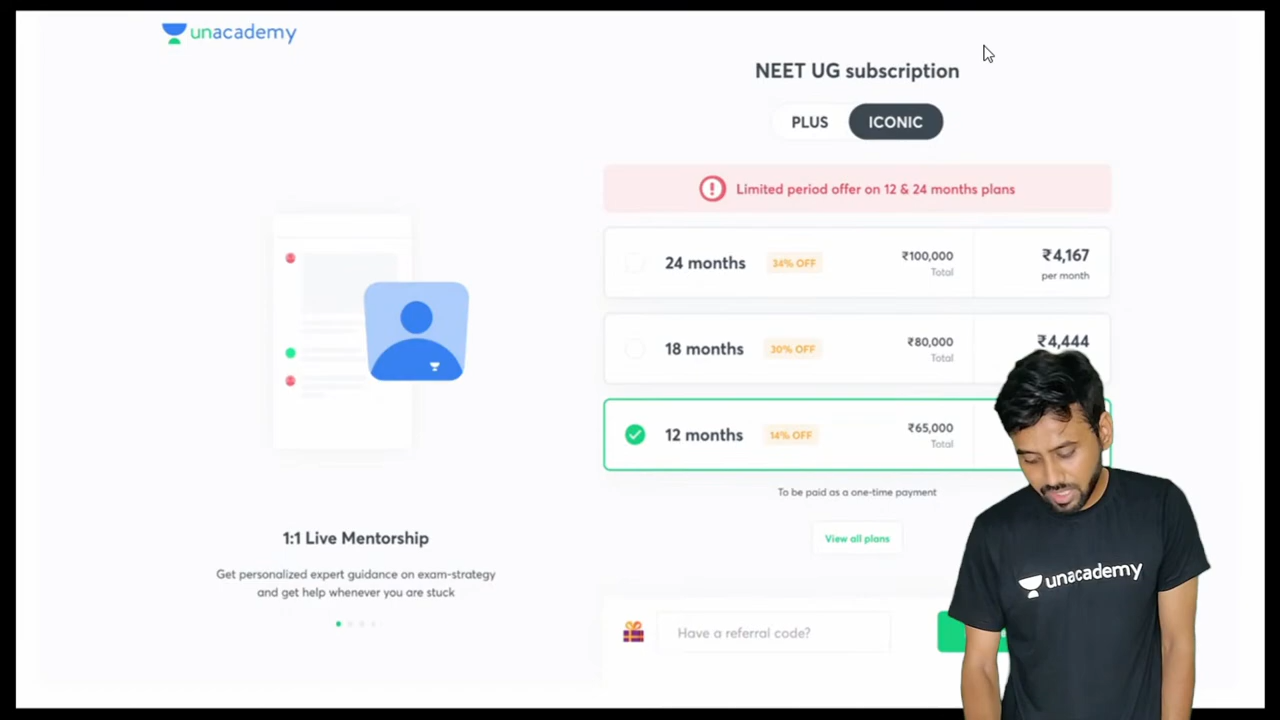 unacademy
NEET UG subscription
PLUS
ICONIC
Limited period offer on 12 & 24 months plans
24 months
34% OFF
₹100,000
Total
₹4,167
per month
18 months
30% OFF
₹80,000
Total
₹4,444
12 months
14% OFF
₹65,000
Total
To be paid as a one-time payment
View all plans
1:1 Live Mentorship
Get personalized expert guidance on exam-strategy
and get help whenever you are stuck
Have a referral code?
unacademy